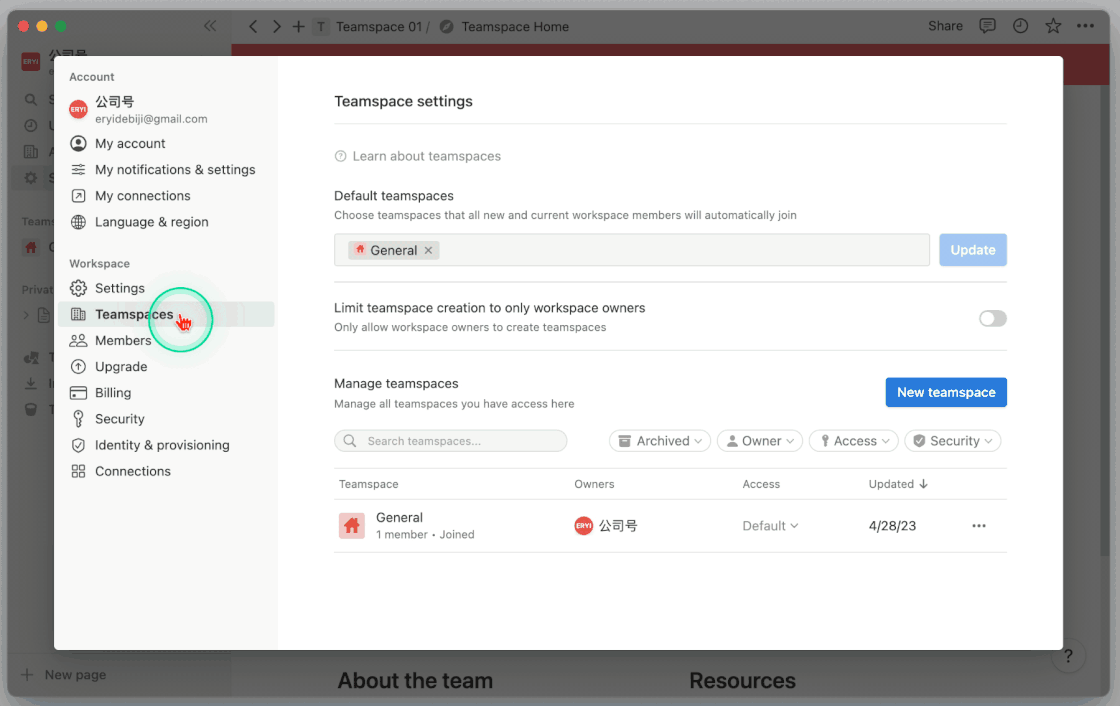 T Teamspace 01 / Teamspace Home
Share
Account
ERYI
公司号
eryidebiji@gmail.com
My account
My notifications & settings
My connections
Language & region
Workspace
Settings
Teamspaces
Members
Upgrade
Billing
Security
Identity & provisioning
Connections
New page
Teamspace settings
Learn about teamspaces
Default teamspaces
Choose teamspaces that all new and current workspace members will automatically join
General
Update
Limit teamspace creation to only workspace owners
Only allow workspace owners to create teamspaces
Manage teamspaces
Manage all teamspaces you have access here
New teamspace
Search teamspaces...
Archived
Owner
Access
Security
Teamspace Owners Access Updated
General
1 member • Joined
ERYI 公司号
Default
4/28/23
About the team
Resources
?